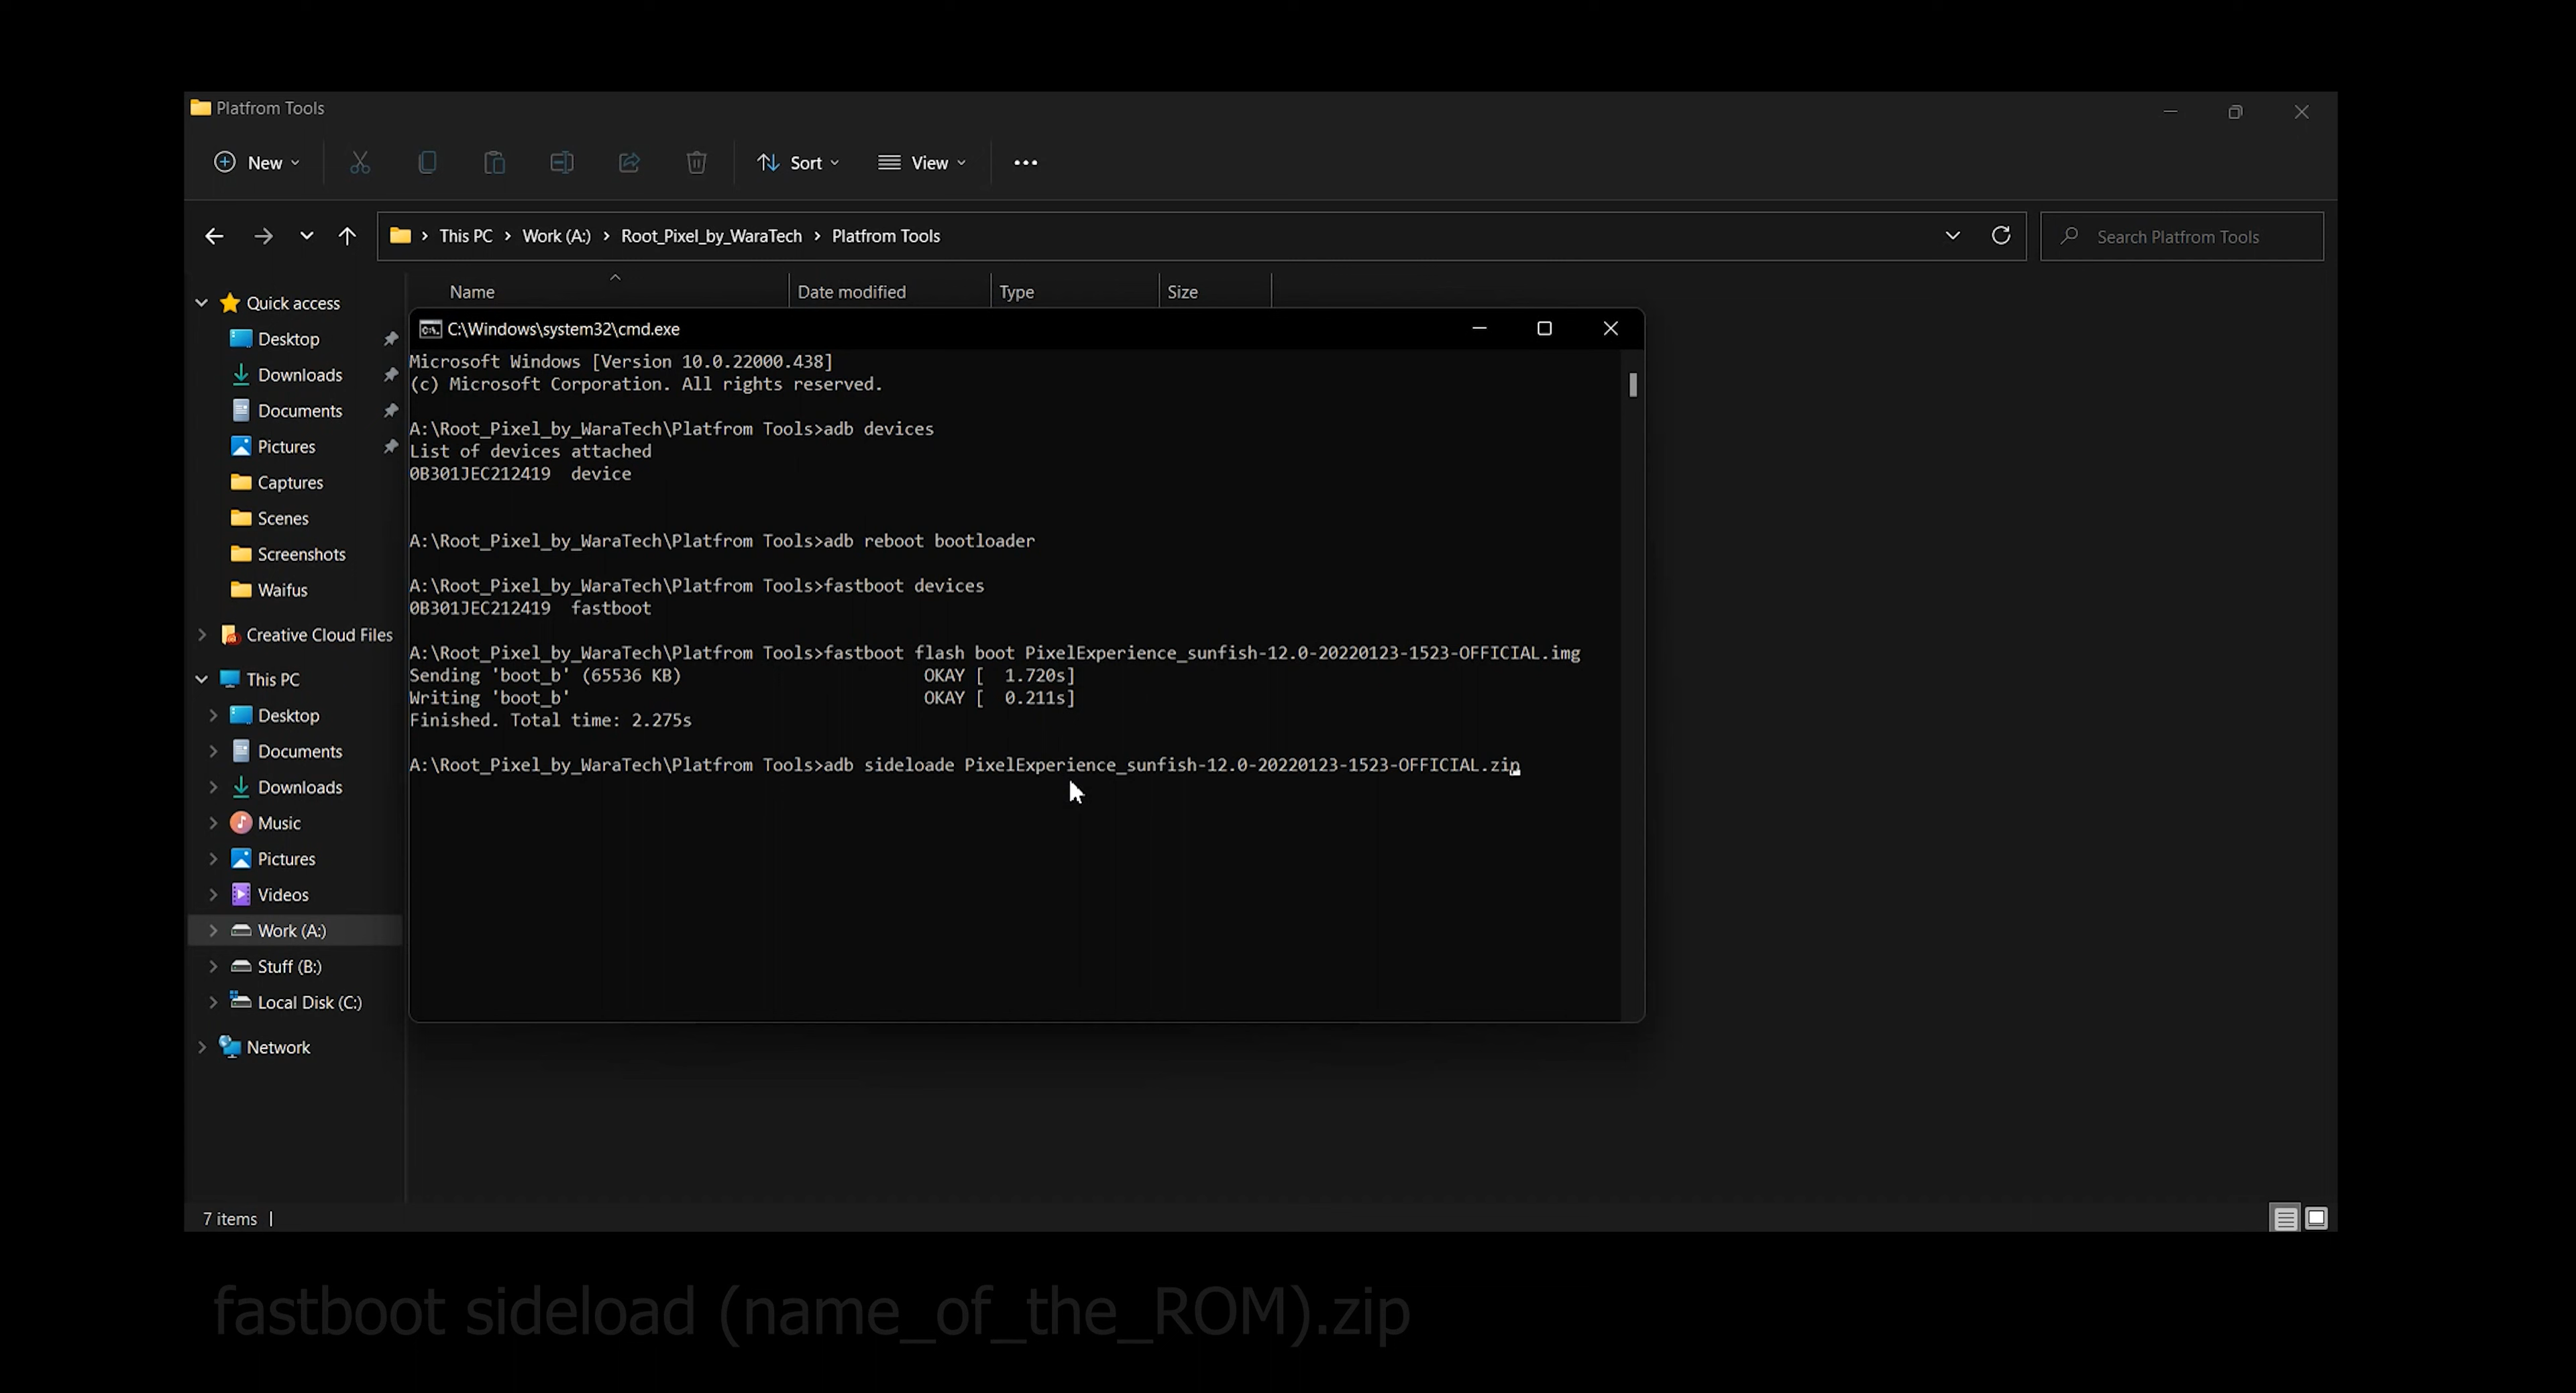 Platfrom Tools
New
Sort
View
This PC > Work (A:) > Root_Pixel_by_WaraTech > Platfrom Tools
Search Platfrom Tools
Name
Date modified
Type
Size
Quick access
Desktop
Downloads
Documents
Pictures
Captures
Scenes
Screenshots
Waifus
Creative Cloud Files
This PC
Desktop
Documents
Downloads
Music
Pictures
Videos
Work (A:)
Stuff (B:)
Local Disk (C:)
Network
C:\Windows\system32\cmd.exe
Microsoft Windows [Version 10.0.22000.438]
(c) Microsoft Corporation. All rights reserved.
A:\Root_Pixel_by_WaraTech\Platfrom Tools>adb devices
List of devices attached
0B301JEC212419  device
A:\Root_Pixel_by_WaraTech\Platfrom Tools>adb reboot bootloader
A:\Root_Pixel_by_WaraTech\Platfrom Tools>fastboot devices
0B301JEC212419  fastboot
A:\Root_Pixel_by_WaraTech\Platfrom Tools>fastboot flash boot PixelExperience_sunfish-12.0-20220123-1523-OFFICIAL.img
Sending 'boot_b' (65536 KB)                        OKAY [  1.720s]
Writing 'boot_b'                                   OKAY [  0.211s]
Finished. Total time: 2.275s
A:\Root_Pixel_by_WaraTech\Platfrom Tools>adb sideloade PixelExperience_sunfish-12.0-20220123-1523-OFFICIAL.zip
7 items
fastboot sideload (name_of_the_ROM).zip